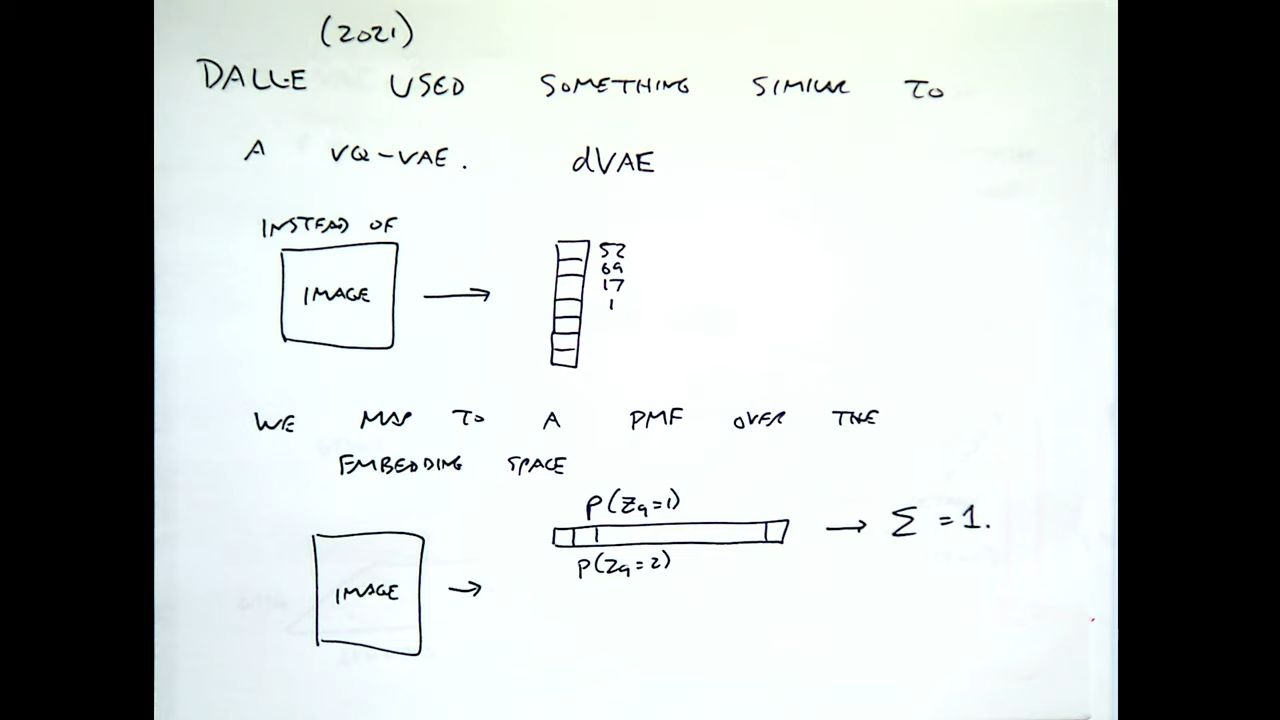 (2021)
DALLE USED SOMETHING SIMILAR TO
A VQ-VAE. dVAE
INSTEAD OF
IMAGE
52
69
17
1
WE MAP TO A PMF OVER THE
EMBEDDING SPACE
P(Zq=1)
→ Σ = 1.
P(Zq=2)
IMAGE